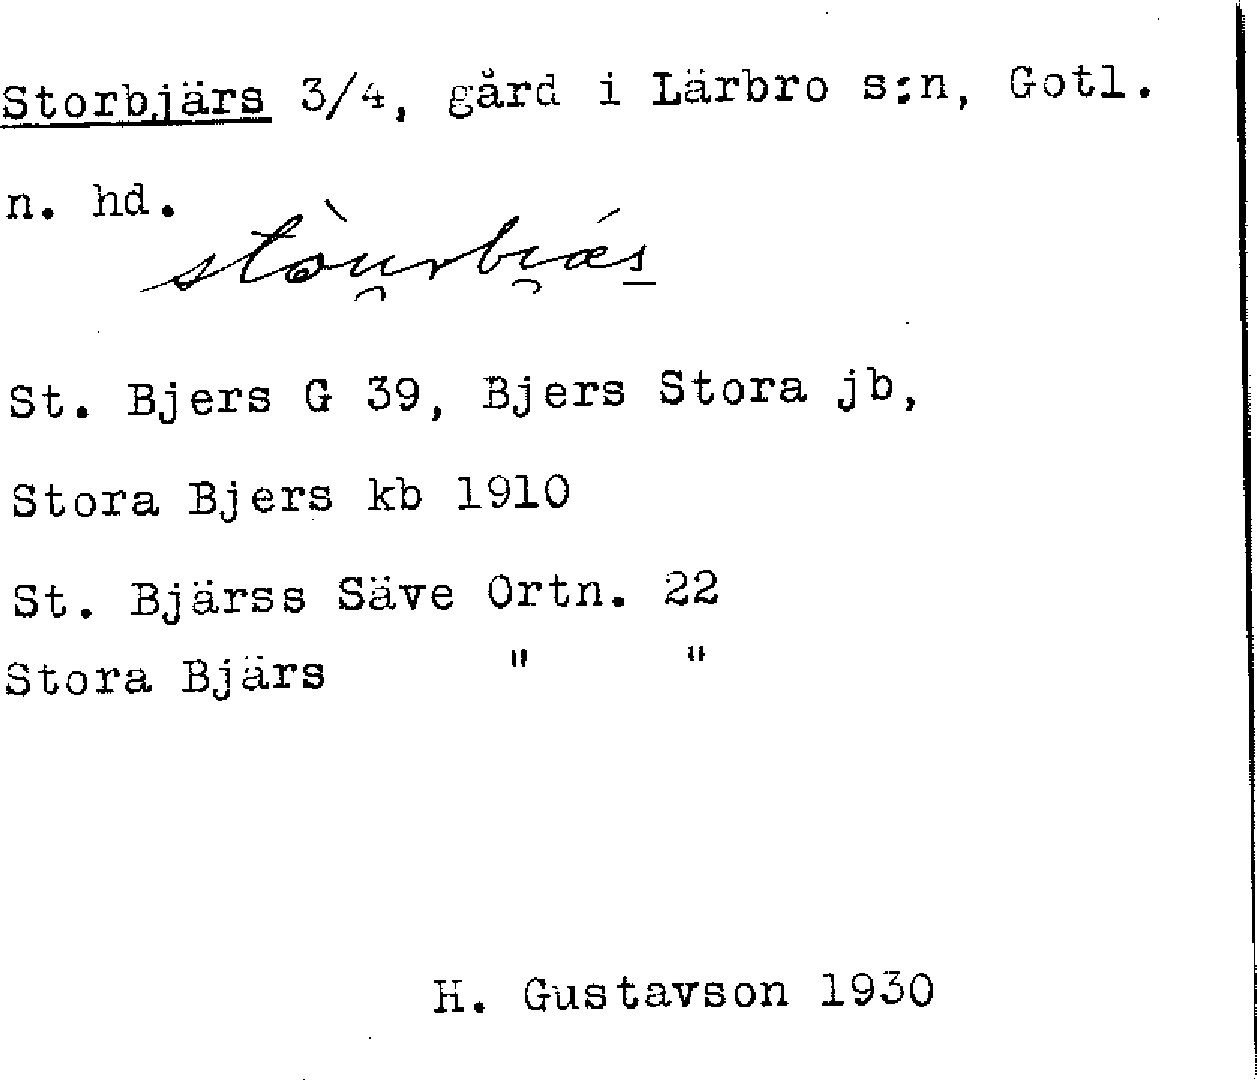 Storbjärs 3/4, gård i Lärbro s:n, Gotl.
n. hd.
St. Bjers G 39, Bjers Stora jb,
Stora Bjers kb 1910
St. Bjärss Säve Ortn. 22
Stora Bjärs " "
H. Gustavson 1930